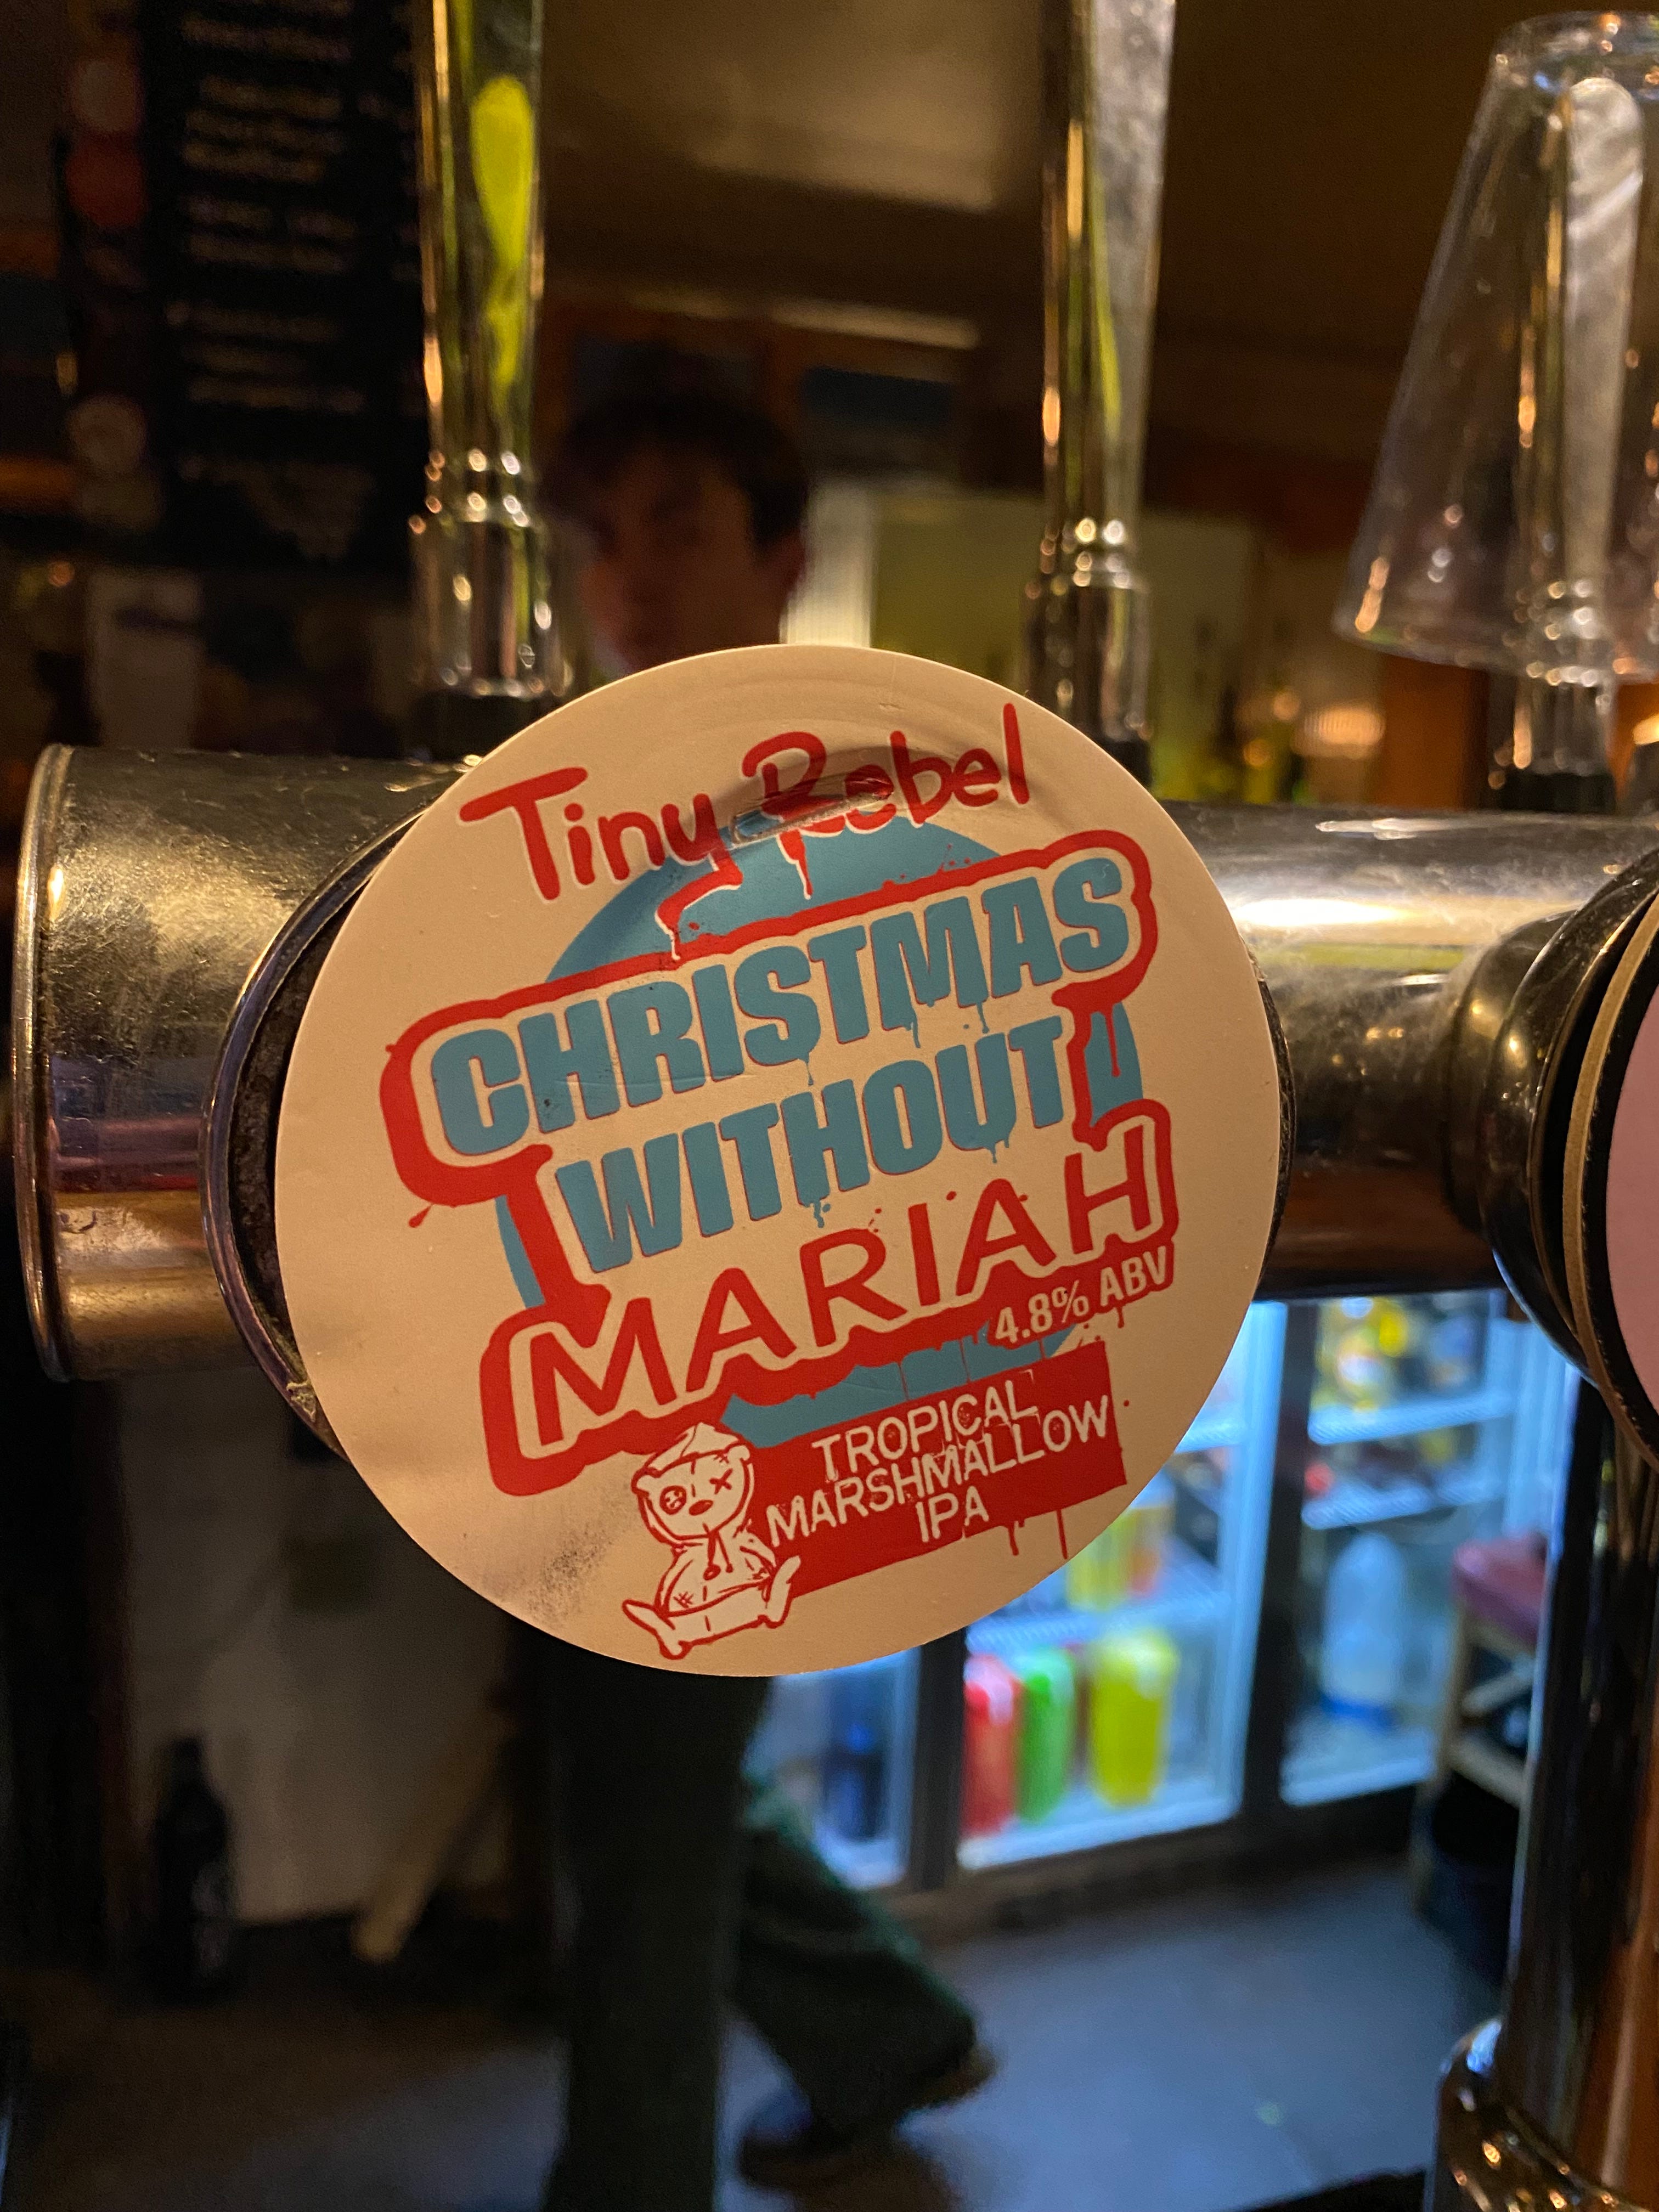 Tiny Rebel
CHRISTMAS
WITHOUT
MARIAH
4.8% ABV
TROPICAL
MARSHMALLOW
IPA